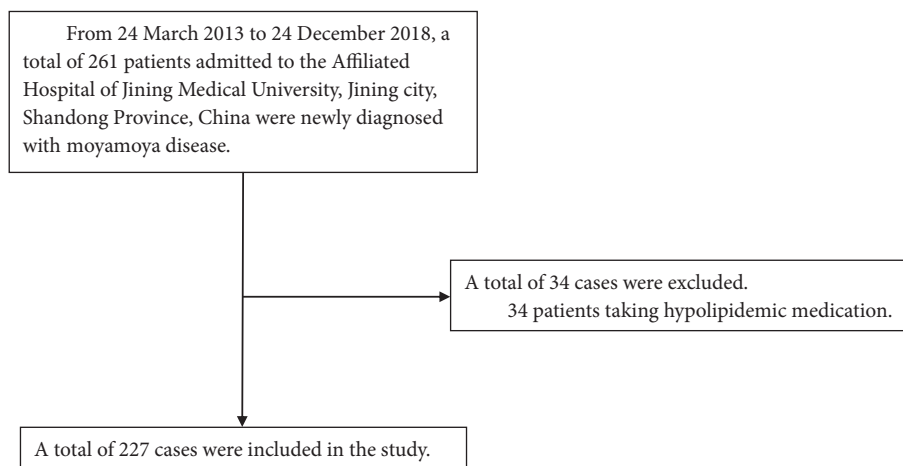 From 24 March 2013 to 24 December 2018, a
total of 261 patients admitted to the Affiliated
Hospital of Jining Medical University, Jining city,
Shandong Province, China were newly diagnosed
with moyamoya disease.
A total of 34 cases were excluded.
34 patients taking hypolipidemic medication.
A total of 227 cases were included in the study.